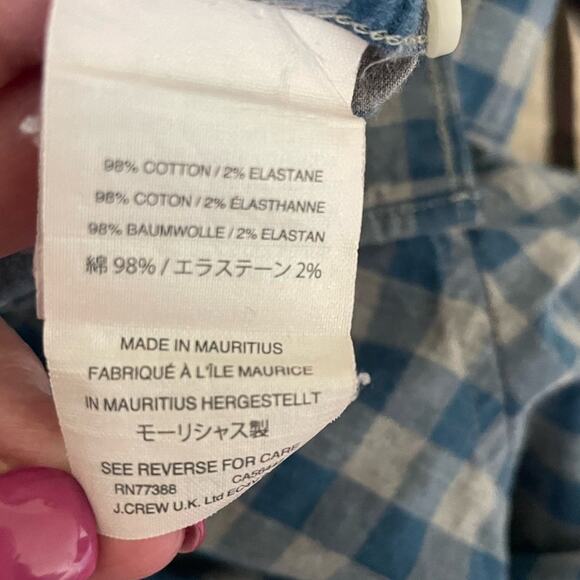 98% COTTON / 2% ELASTANE
98% COTON / 2% ÉLASTHANNE
98% BAUMWOLLE / 2% ELASTAN
綿 98% / エラステーン 2%
MADE IN MAURITIUS
FABRIQUÉ À L'ÎLE MAURICE
IN MAURITIUS HERGESTELLT
モーリシャス製
SEE REVERSE FOR CARE
RN77388
J.CREW U.K. Ltd